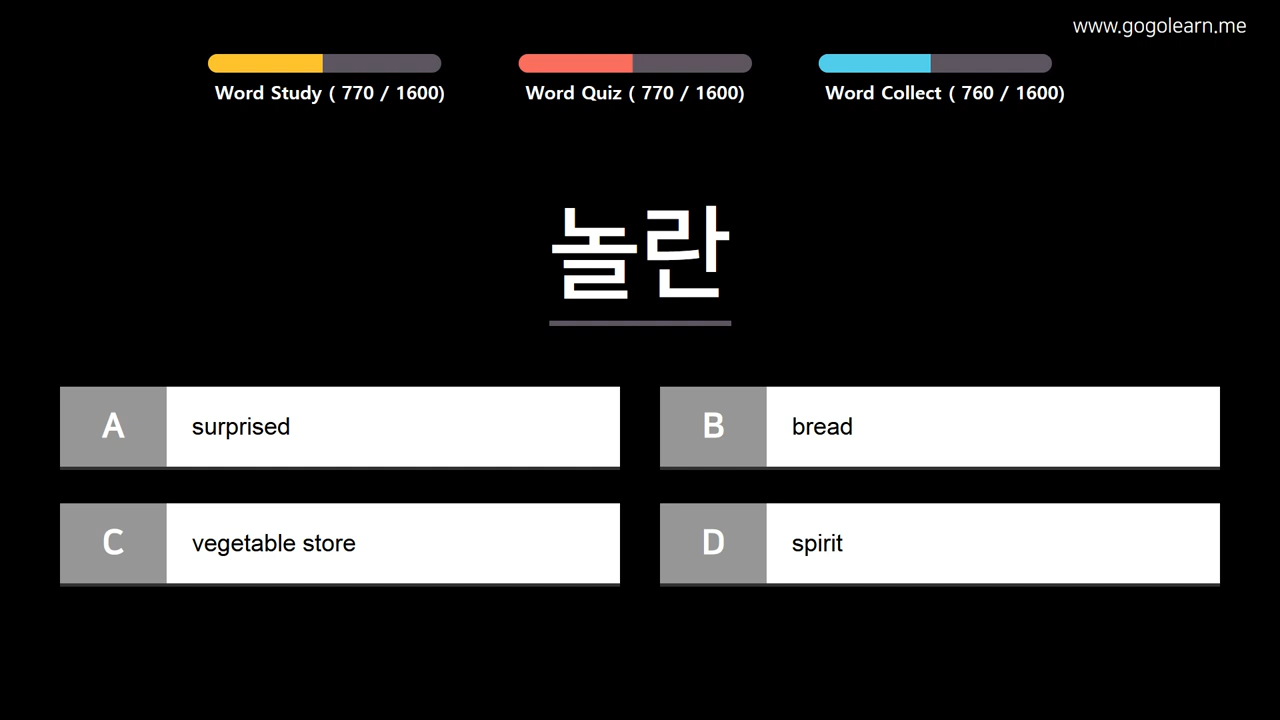 www.gogolearn.me
Word Study ( 770 / 1600)
Word Quiz ( 770 / 1600)
Word Collect ( 760 / 1600)
놀란
A
surprised
B
bread
C
vegetable store
D
spirit